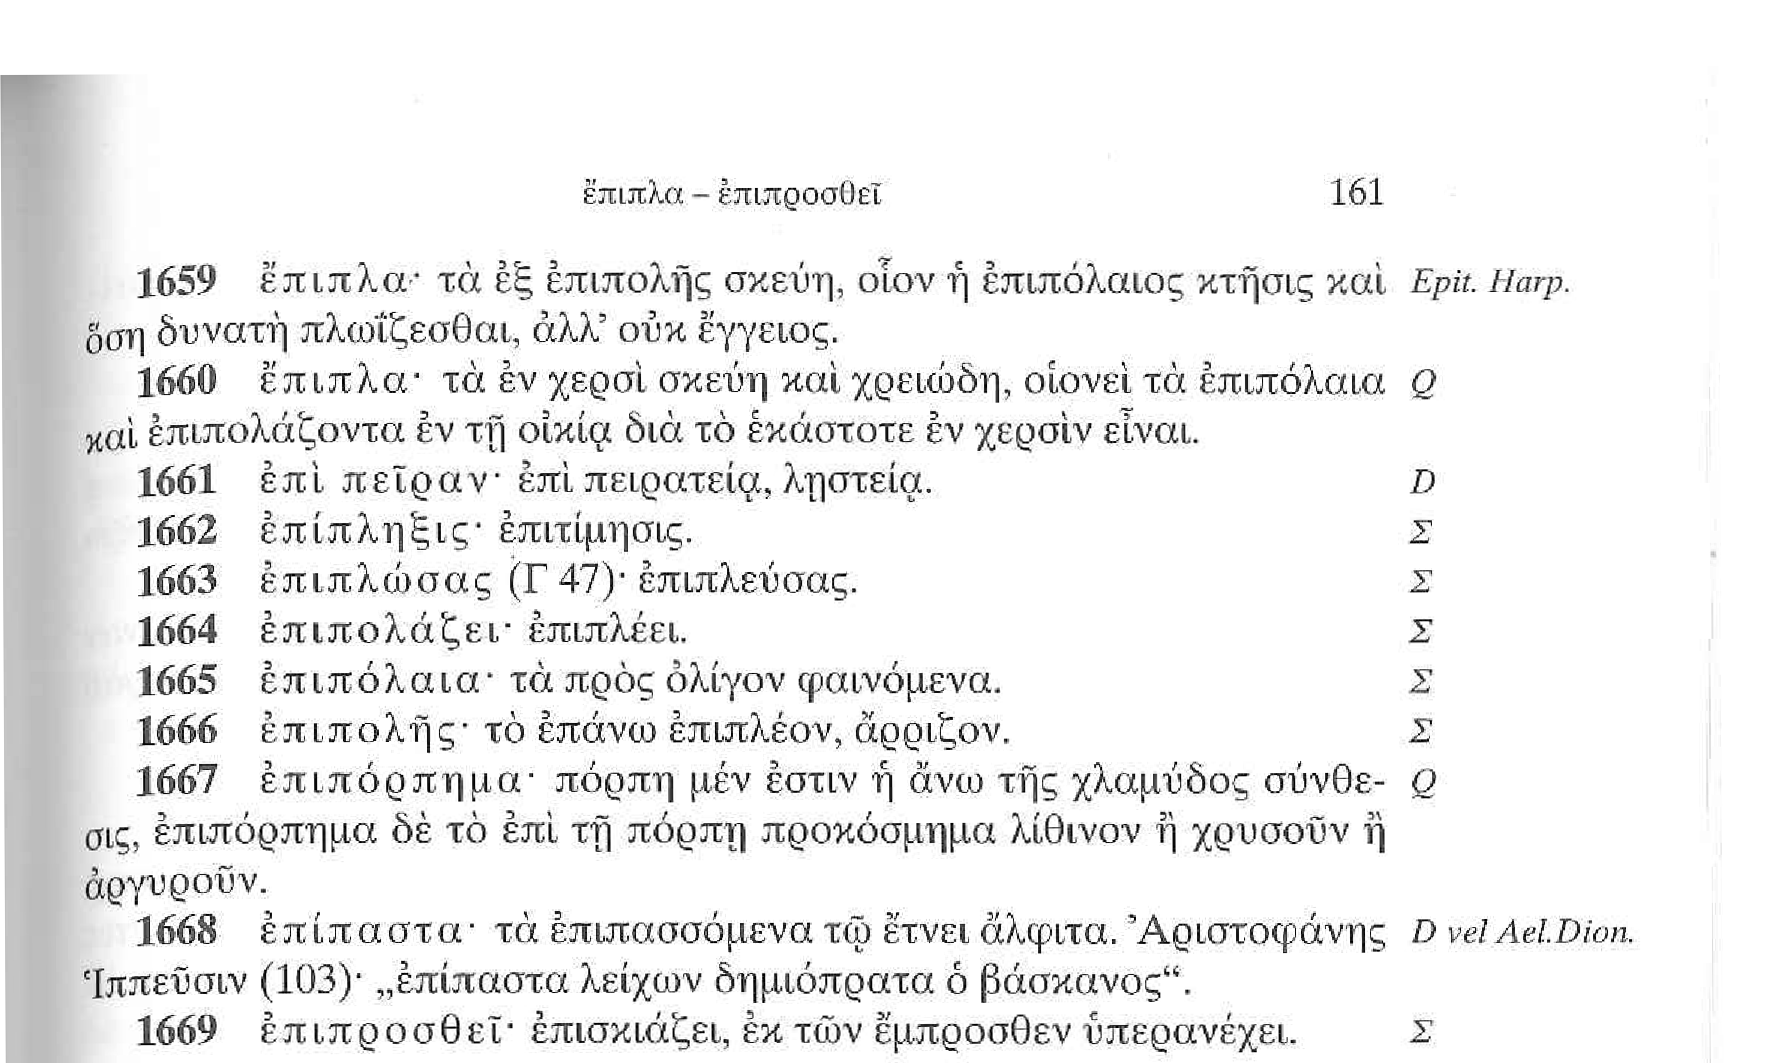 ἔπιπλα – ἐπιπροσθεῖ 161
1659 ἔπιπλα· τὰ ἐξ ἐπιπολῆς σκεύη, οἷον ἡ ἐπιπόλαιος κτῆσις καὶ Epit. Harp.
ὅση δυνατὴ πλωΐζεσθαι, ἀλλ’ οὐκ ἔγγειος.
1660 ἔπιπλα· τὰ ἐν χερσὶ σκεύη καὶ χρειώδη, οἱονεὶ τὰ ἐπιπόλαια Q
καὶ ἐπιπολάζοντα ἐν τῇ οἰκίᾳ διὰ τὸ ἑκάστοτε ἐν χερσὶν εἶναι.
1661 ἐπὶ πεῖραν· ἐπὶ πειρατείᾳ, λῃστείᾳ. D
1662 ἐπίπληξις· ἐπιτίμησις. Σ
1663 ἐπιπλώσας (Γ 47)· ἐπιπλεύσας. Σ
1664 ἐπιπολάζει· ἐπιπλέει. Σ
1665 ἐπιπόλαια· τὰ πρὸς ὀλίγον φαινόμενα. Σ
1666 ἐπιπολῆς· τὸ ἐπάνω ἐπιπλέον, ἄρριζον. Σ
1667 ἐπιπόρπημα· πόρπη μέν ἐστιν ἡ ἄνω τῆς χλαμύδος σύνθε- Q
σις, ἐπιπόρπημα δὲ τὸ ἐπὶ τῇ πόρπῃ προκόσμημα λίθινον ἢ χρυσοῦν ἢ
ἀργυροῦν.
1668 ἐπίπαστα· τὰ ἐπιπασσόμενα τῷ ἔτνει ἄλφιτα. Ἀριστοφάνης D vel Ael.Dion.
Ἱππεῦσιν (103)· „ἐπίπαστα λείχων δημιόπρατα ὁ βάσκανος“.
1669 ἐπιπροσθεῖ· ἐπισκιάζει, ἐκ τῶν ἔμπροσθεν ὑπερανέχει. Σ